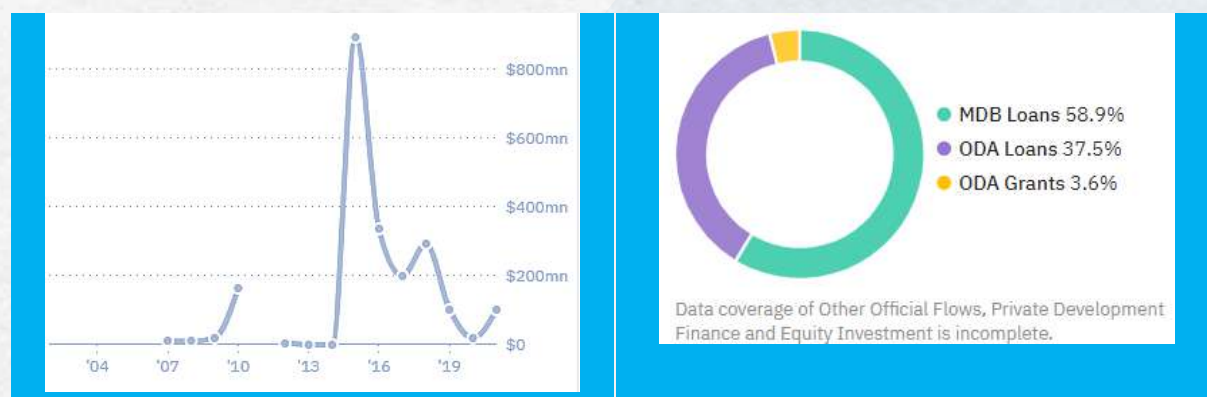 $800mn
$600mn
$400mn
$200mn
$0
'04 '07 '10 '13 '16 '19
MDB Loans 58.9%
ODA Loans 37.5%
ODA Grants 3.6%
Data coverage of Other Official Flows, Private Development
Finance and Equity Investment is incomplete.